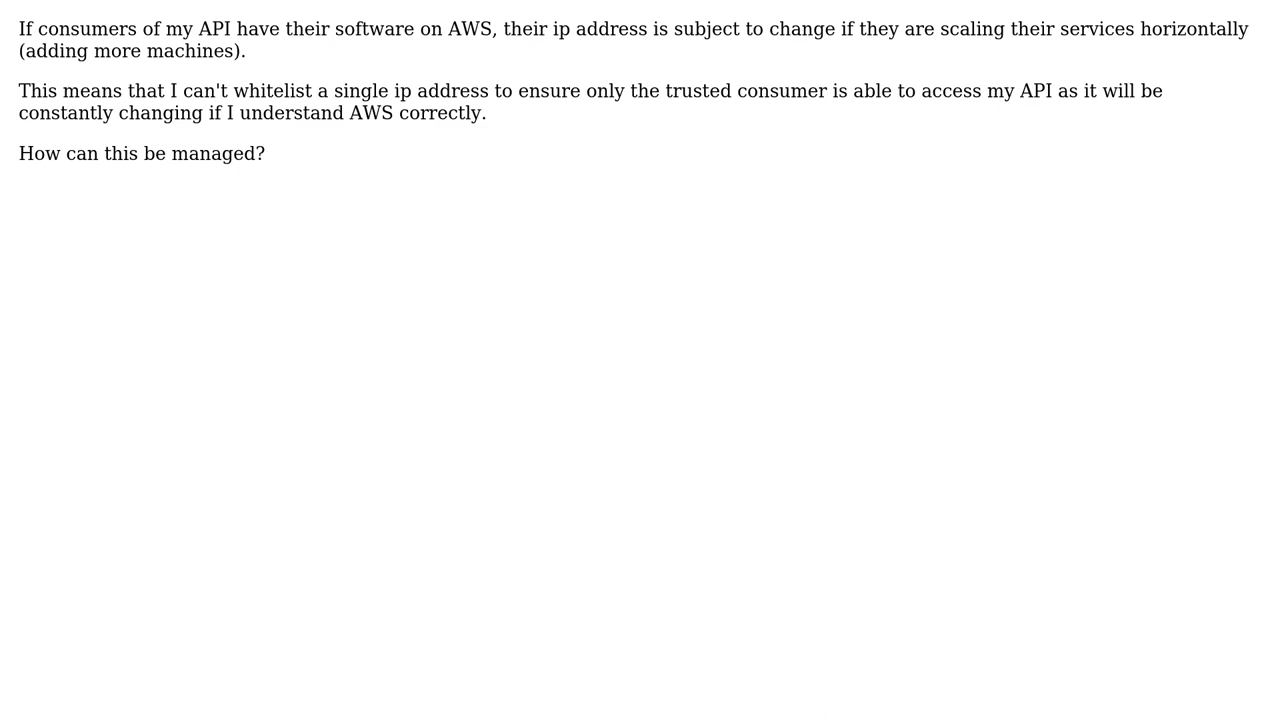 If consumers of my API have their software on AWS, their ip address is subject to change if they are scaling their services horizontally
(adding more machines).
This means that I can't whitelist a single ip address to ensure only the trusted consumer is able to access my API as it will be
constantly changing if I understand AWS correctly.
How can this be managed?